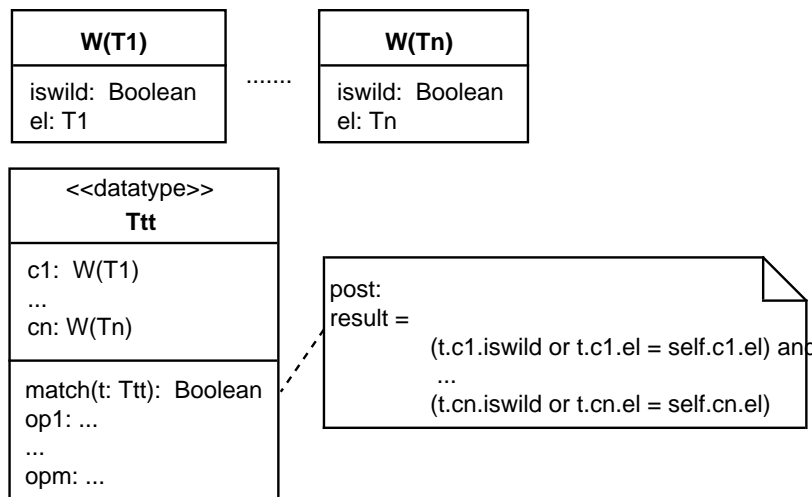 W(T1)
iswild:  Boolean
el: T1
.......
W(Tn)
iswild:  Boolean
el: Tn
<<datatype>>
Ttt
c1:  W(T1)
...
cn: W(Tn)
match(t: Ttt):  Boolean
op1: ...
...
opm: ...
post:
result =
(t.c1.iswild or t.c1.el = self.c1.el) and
...
(t.cn.iswild or t.cn.el = self.cn.el)